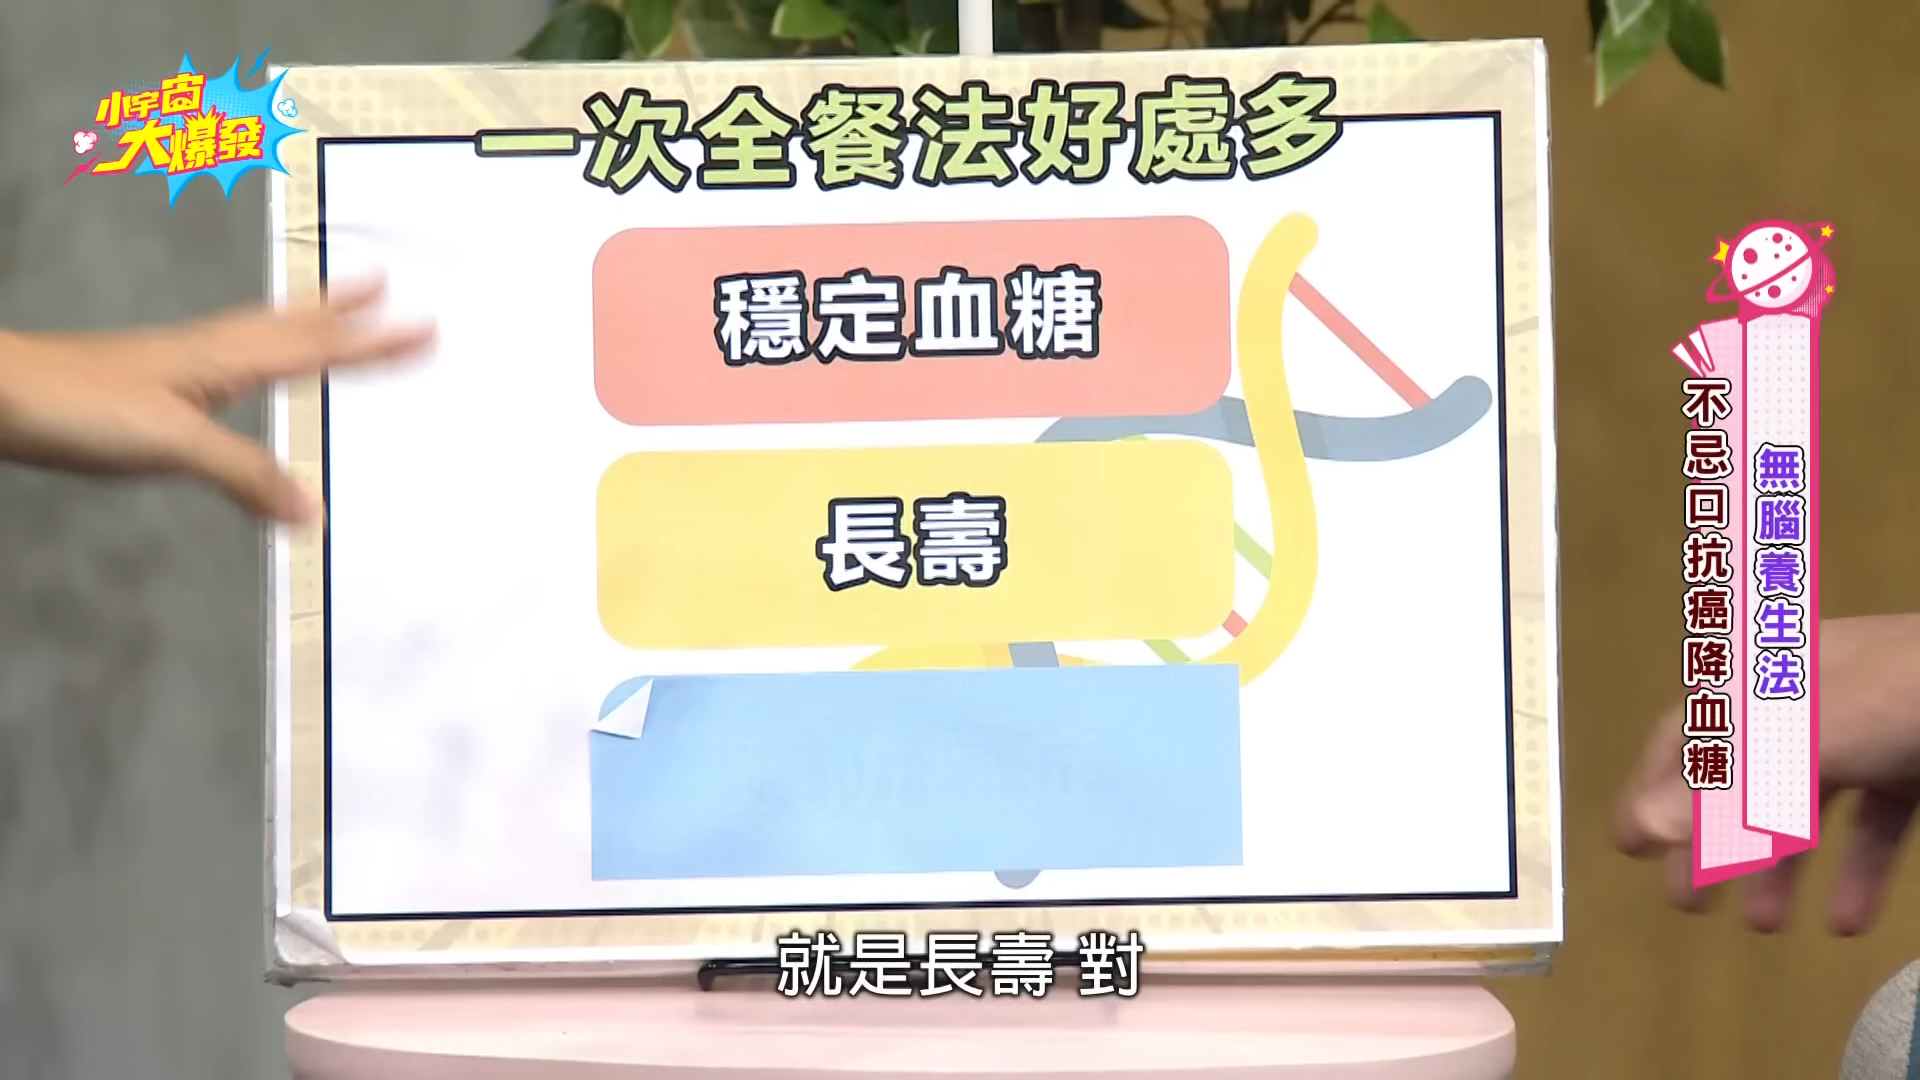 小宇宙
大爆發
一次全餐法好處多
穩定血糖
長壽
無腦養生法
不忌口抗癌降血糖
就是長壽 對